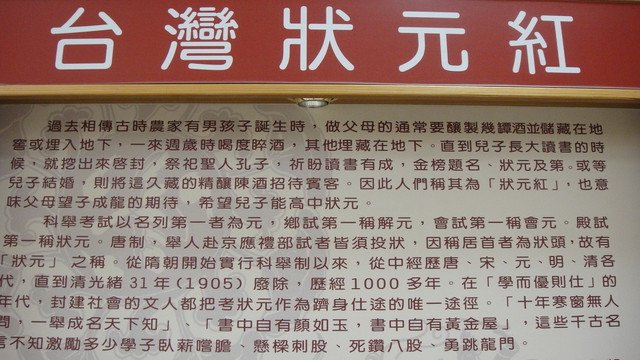 台灣狀元紅
過去相傳古時農家有男孩子誕生時，做父母的通常要釀製幾譚酒並儲藏在地
窖或埋入地下，一來週歲時喝度晬酒，其他埋藏在地下。直到兒子長大讀書的時
候，就挖出來啓封，祭祀聖人孔子，祈盼讀書有成，金榜題名、狀元及第。或等
兒子結婚，則將這久藏的精釀陳酒招待賓客。因此人們稱其為「狀元紅」，也意
味父母望子成龍的期待，希望兒子能高中狀元。
科舉考試以名列第一者為元，鄉試第一稱解元，會試第一稱會元。殿試
第一稱狀元。唐制，舉人赴京應禮部試者皆須投狀，因稱居首者為狀頭，故有
「狀元」之稱。從隋朝開始實行科舉制以來，從中經歷唐、宋、元、明、清各
代，直到清光緒31年(1905)廢除，歷經1000多年。在「學而優則仕」的
年代，封建社會的文人都把考狀元作為躋身仕途的唯一途徑。「十年寒窗無人
問，一舉成名天下知」、「書中自有顏如玉，書中自有黃金屋」，這些千古名
言不知激勵多少學子臥薪嚐膽、懸樑刺股、死鑽八股、勇跳龍門。